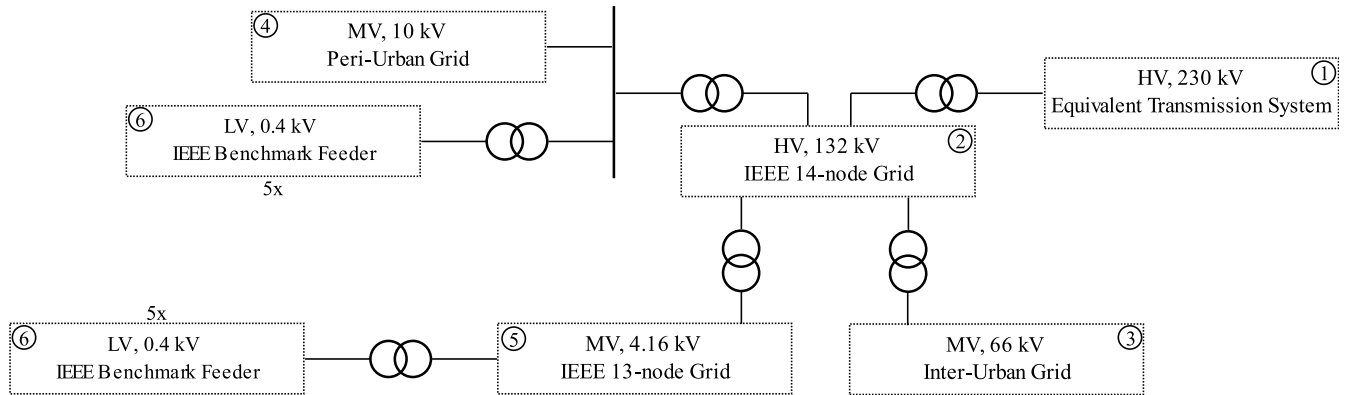 ④
MV, 10 kV
Peri-Urban Grid
⑥
LV, 0.4 kV
IEEE Benchmark Feeder
5x
①
HV, 230 kV
Equivalent Transmission System
②
HV, 132 kV
IEEE 14-node Grid
5x
⑥
LV, 0.4 kV
IEEE Benchmark Feeder
⑤
MV, 4.16 kV
IEEE 13-node Grid
③
MV, 66 kV
Inter-Urban Grid